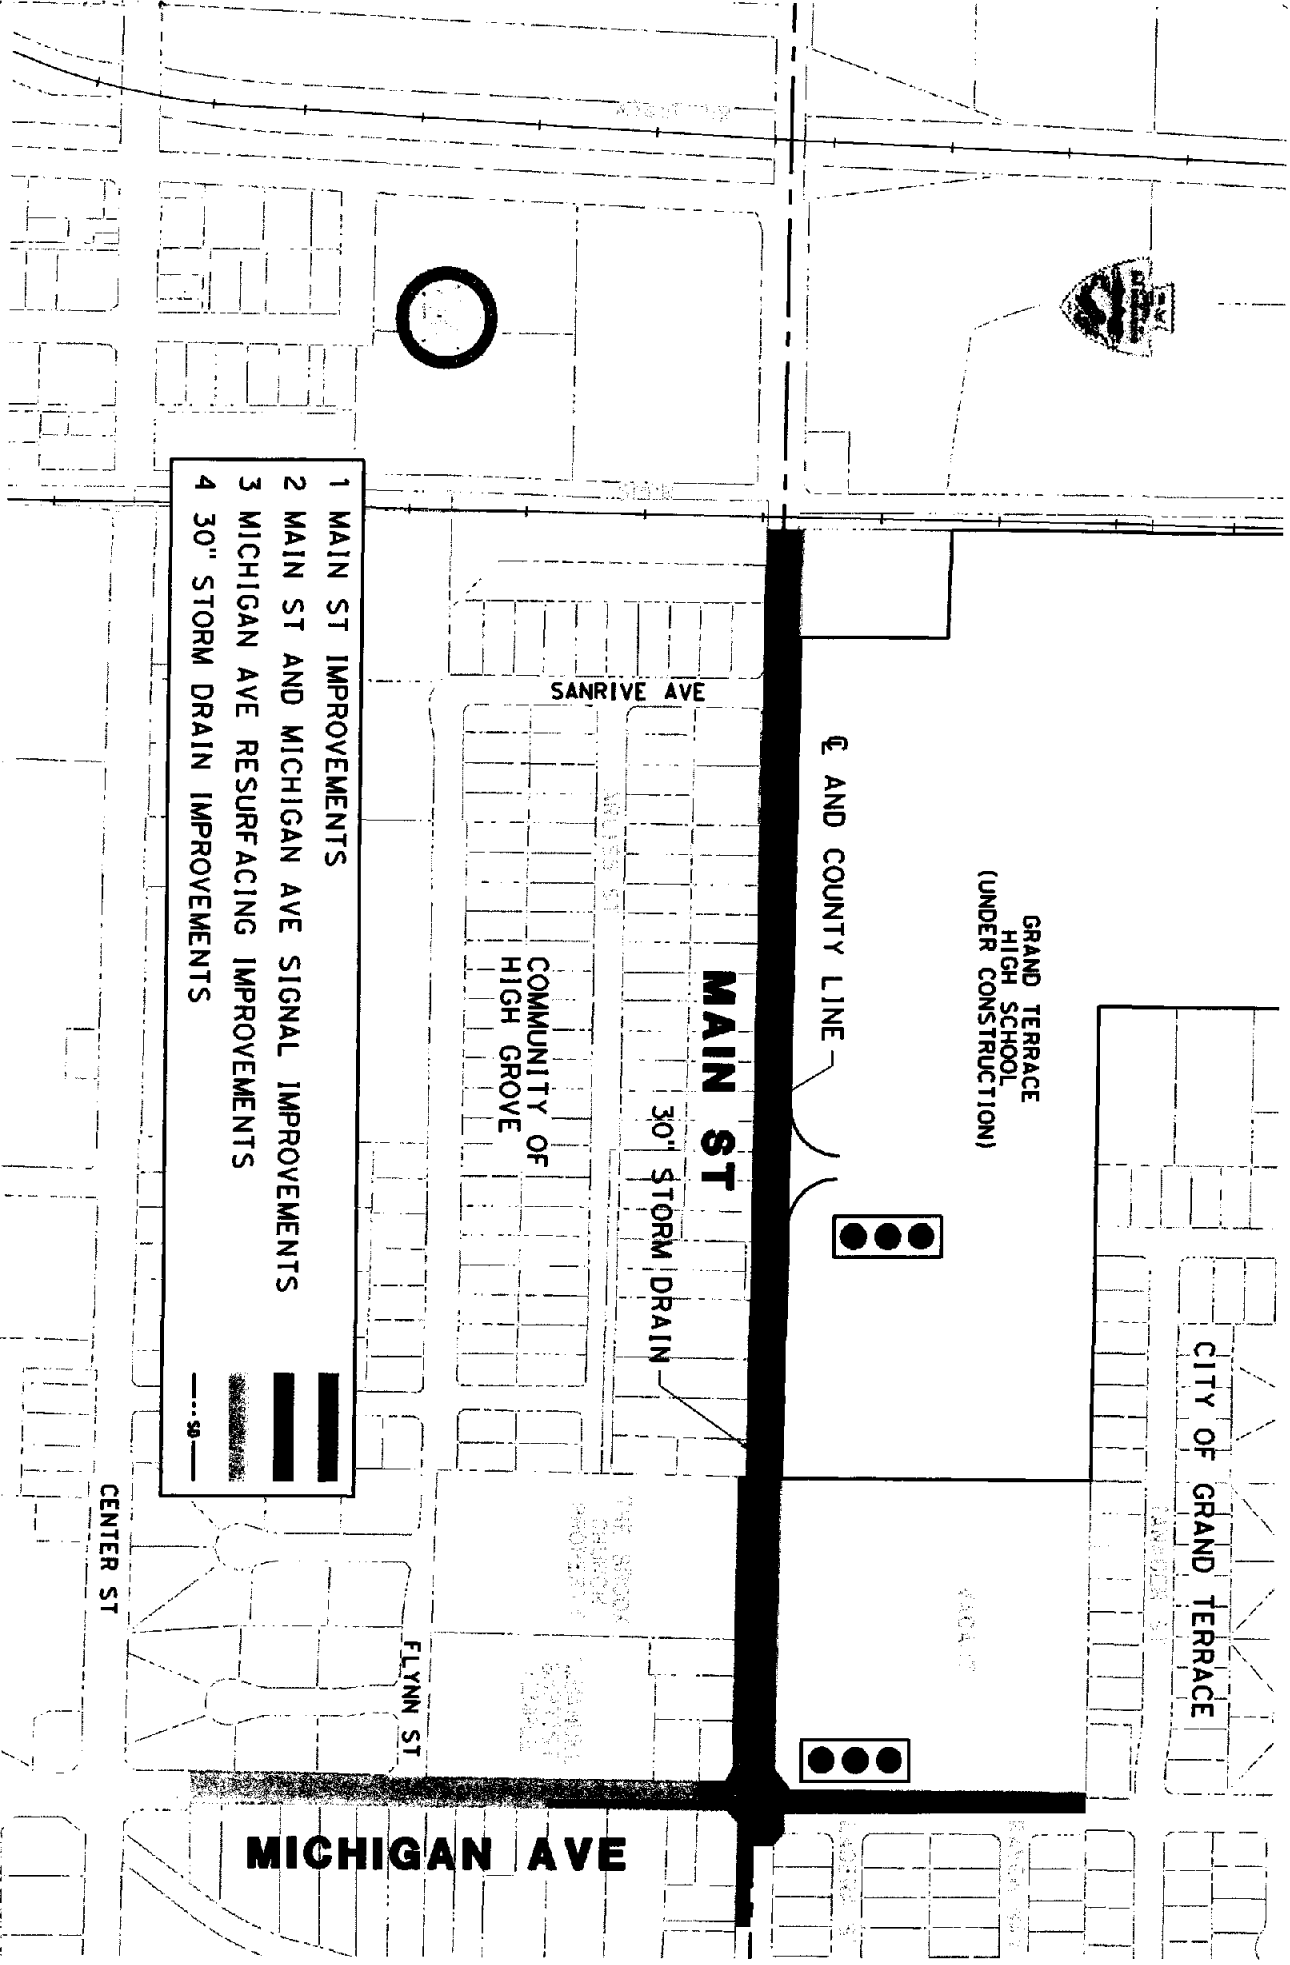 CITY OF GRAND TERRACE
GRAND TERRACE
HIGH SCHOOL
(UNDER CONSTRUCTION)
℄ AND COUNTY LINE
MAIN ST
30" STORM DRAIN
SANRIVE AVE
COMMUNITY OF
HIGH GROVE
FLYNN ST
MICHIGAN AVE
CENTER ST
1 MAIN ST IMPROVEMENTS
2 MAIN ST AND MICHIGAN AVE SIGNAL IMPROVEMENTS
3 MICHIGAN AVE RESURFACING IMPROVEMENTS
4 30" STORM DRAIN IMPROVEMENTS
SD